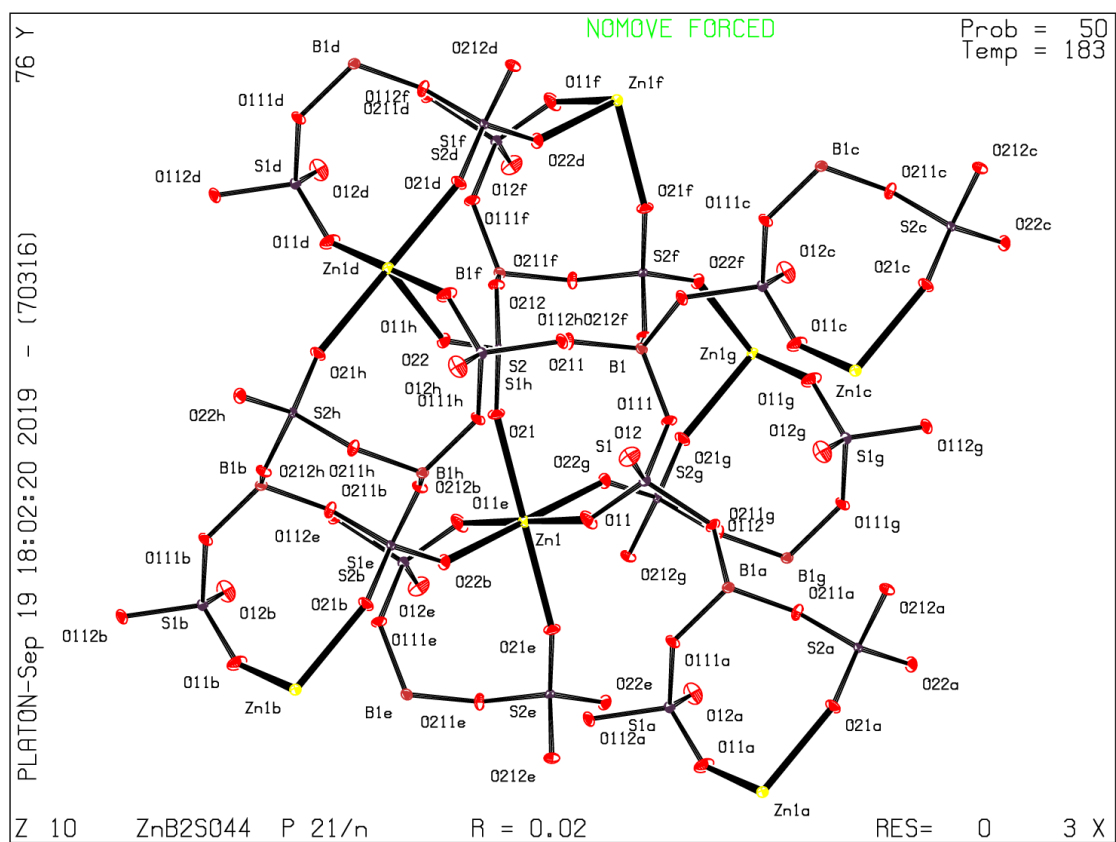 NOMOVE FORCED
Prob = 50
Temp = 183
76 Y
PLATON-Sep 19 18:02:20 2019 - (70316)
B1d
O212d
O11f
Zn1f
O112f
O211d
O111d
S1f
S2d
O22d
B1c
O212c
O211c
S1d
O112d
O12d
O21d
O12f
O111f
O21f
O111c
S2c
O22c
O11d
Zn1d
B1f
O211f
S2f
O22f
O12c
O21c
O212
O11h
O22
O112h
O212f
S2
S1h
O211
B1
Zn1g
O11c
Zn1c
O21h
O12h
O111h
O111
O11g
O22h
S2h
O21
S1
O12
O12g
S1g
O112g
O21g
B1b
O212h
O211h
B1h
O212b
O22g
S2g
O211b
O112e
O11e
Zn1
O11
O211g
O112
O111g
O111b
S1e
S2b
O22b
O212g
B1a
B1g
O211a
O212a
O112b
S1b
O12b
O21b
O12e
O111e
O21e
O111a
S2a
O22a
O11b
Zn1b
B1e
O211e
S2e
O22e
O112a
S1a
O12a
O21a
O212e
O11a
Zn1a
Z 10 ZnB2SO44 P 21/n R = 0.02 RES= 0 3 X